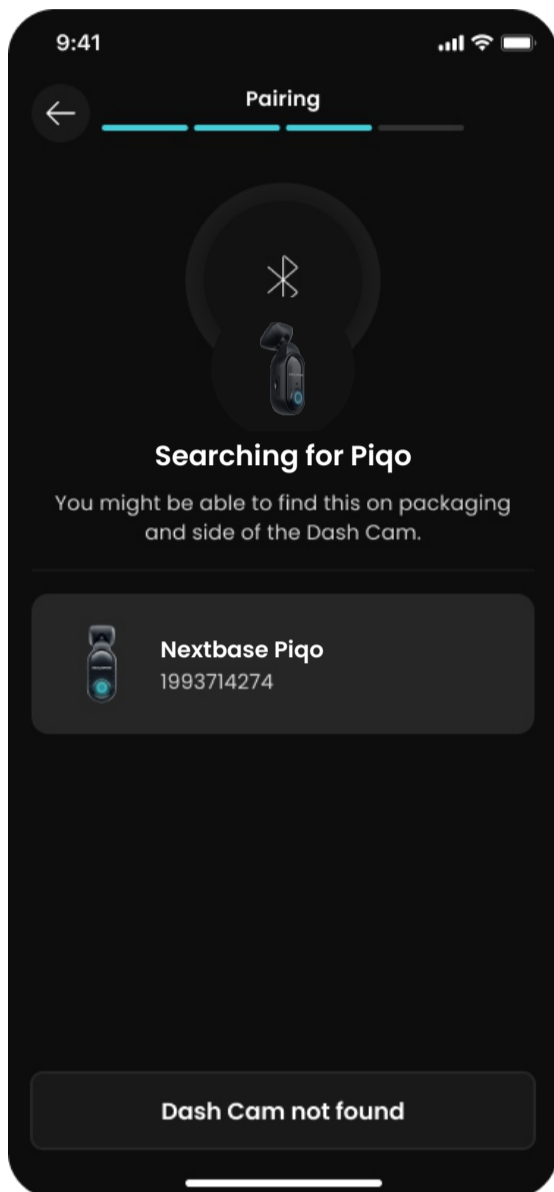 9:41
Pairing
Searching for Piqo
You might be able to find this on packaging
and side of the Dash Cam.
Nextbase Piqo
1993714274
Dash Cam not found